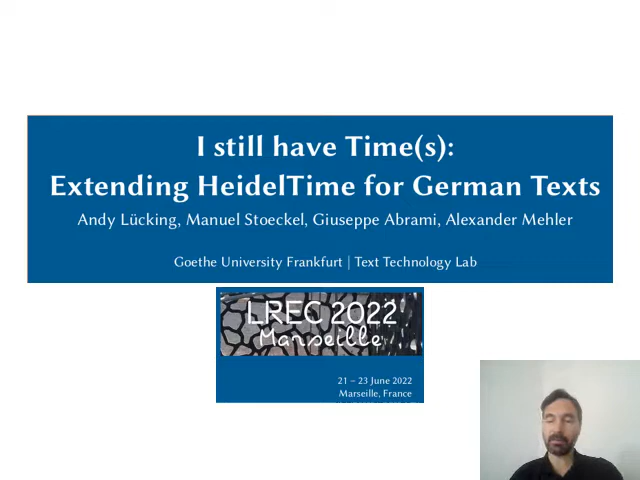 I still have Time(s):
Extending HeidelTime for German Texts
Andy Lücking, Manuel Stoeckel, Giuseppe Abrami, Alexander Mehler
Goethe University Frankfurt | Text Technology Lab
LREC 2022
Marseille
21 – 23 June 2022
Marseille, France